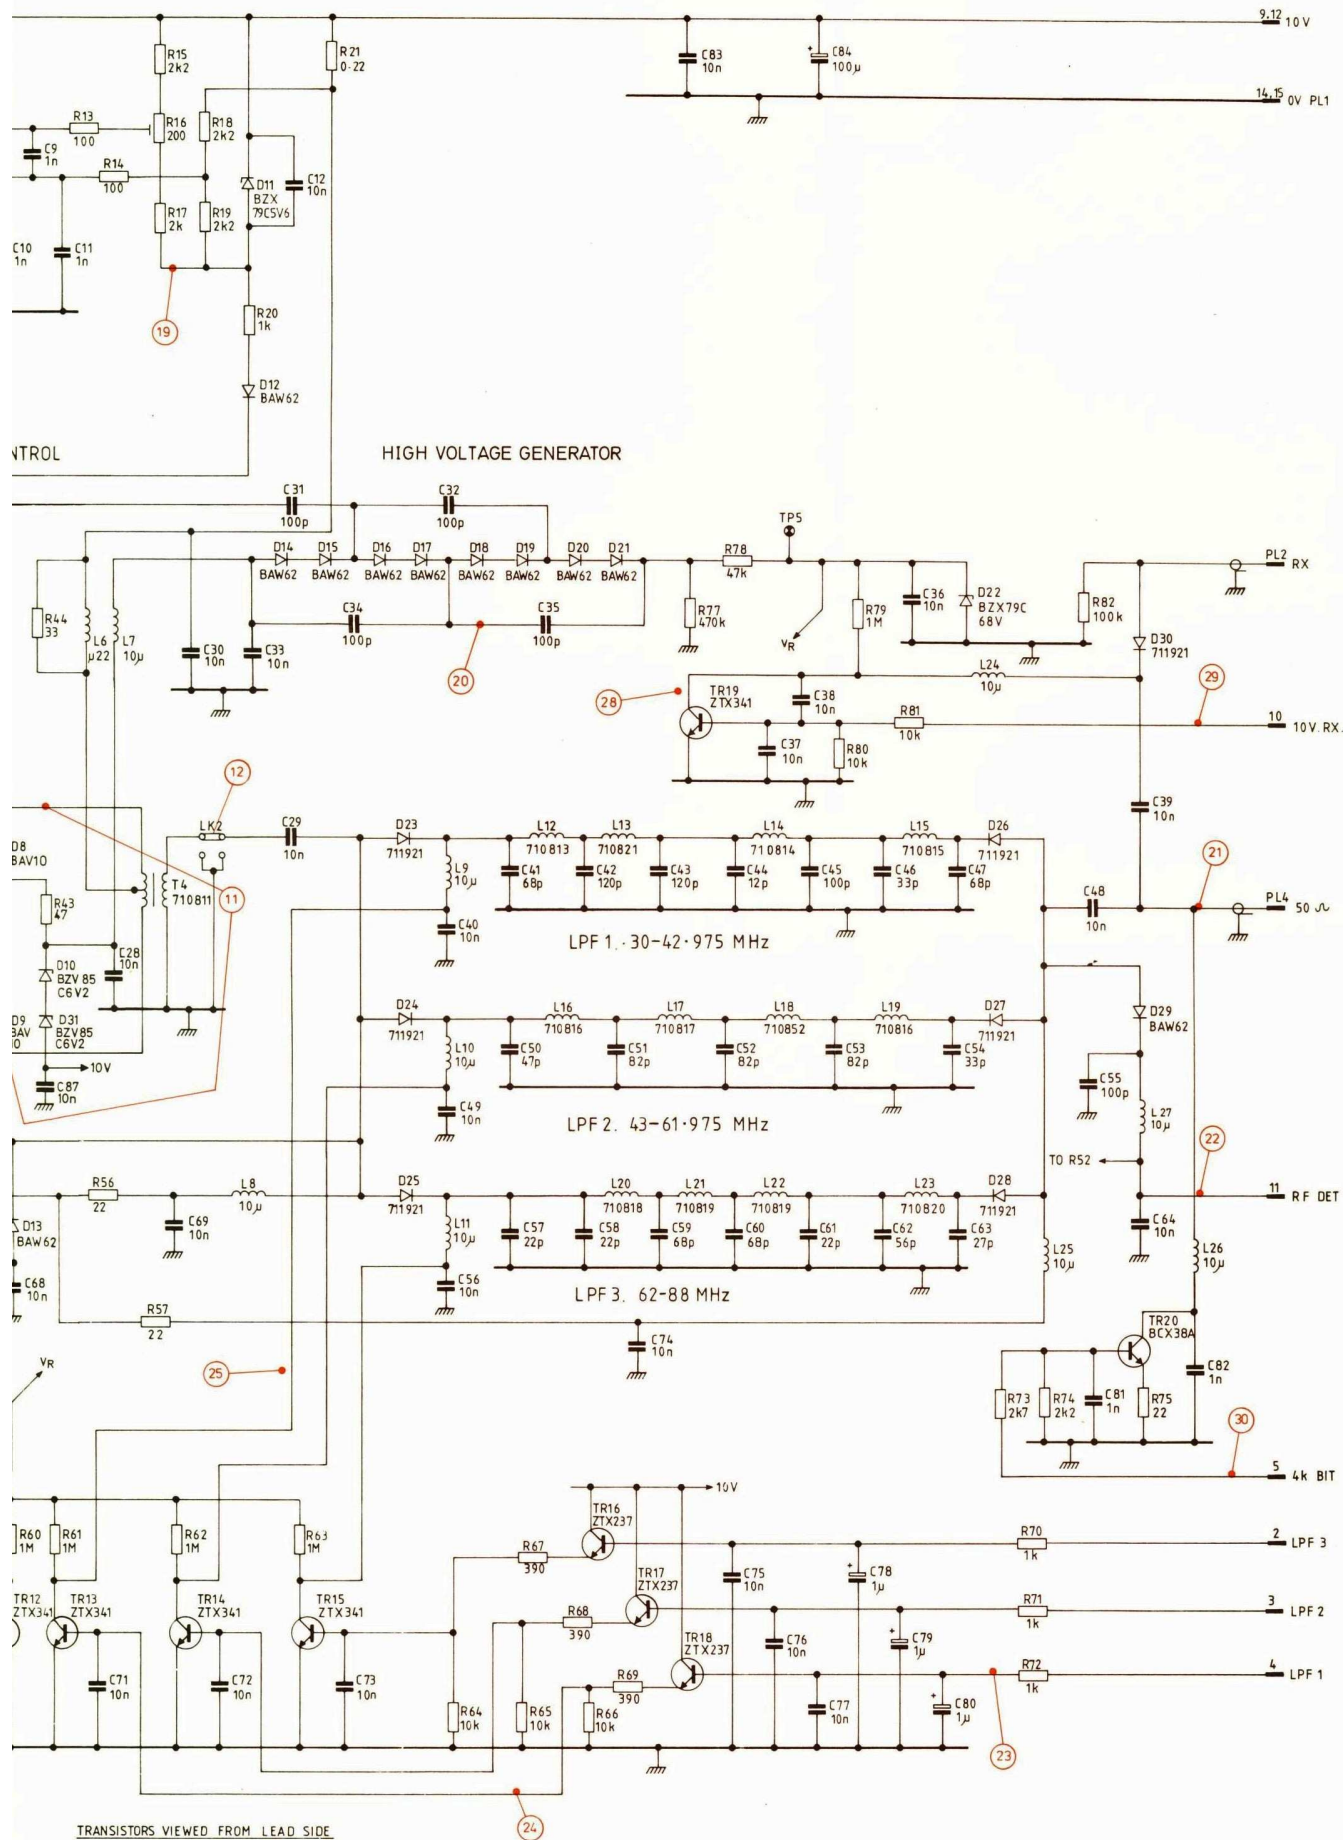 9.12 10V
R15 2k2
R21 0·22
C83 10n
C84 100µ
+
14.15 0V PL1
R13 100
R16 200
R18 2k2
C9 1n
R14 100
D11 BZX 79C5V6
C12 10n
R17 2k
R19 2k2
C10 1n
C11 1n
19
R20 1k
D12 BAW62
NTROL
HIGH VOLTAGE GENERATOR
C31 100p
C32 100p
TP5
D14 BAW62
D15 BAW62
D16 BAW62
D17 BAW62
D18 BAW62
D19 BAW62
D20 BAW62
D21 BAW62
R78 47k
PL2 RX
R44 33
L6 µ22
L7 10µ
C30 10n
C33 10n
C34 100p
C35 100p
20
R77 470k
VR
R79 1M
C36 10n
D22 BZX79C 68V
R82 100k
D30 711921
L24 10µ
28
TR19 ZTX341
C38 10n
R81 10k
29
10 10V.RX.
C37 10n
R80 10k
12
LK2
C29 10n
C39 10n
D8 BAV10
11
T4 710811
R43 47
D10 BZV85 C6V2
C28 10n
D9 BAV 10
D31 BZV85 C6V2
10V
C87 10n
D23 711921
L12 710813
L13 710821
L14 710814
L15 710815
D26 711921
L9 10µ
C41 68p
C42 120p
C43 120p
C44 12p
C45 100p
C46 33p
C47 68p
C48 10n
21
PL4 50 ∿
C40 10n
LPF 1. 30-42·975 MHz
D24 711921
L16 710816
L17 710817
L18 710852
L19 710816
D27 711921
D29 BAW62
L10 10µ
C50 47p
C51 82p
C52 82p
C53 82p
C54 33p
C55 100p
L27 10µ
C49 10n
LPF 2. 43-61·975 MHz
TO R52
22
11 RF DET
R56 22
L8 10µ
C69 10n
D25 711921
L20 710818
L21 710819
L22 710819
L23 710820
D28 711921
D13 BAW62
C68 10n
L11 10µ
C57 22p
C58 22p
C59 68p
C60 68p
C61 22p
C62 56p
C63 27p
C64 10n
L25 10µ
L26 10µ
C56 10n
LPF 3. 62-88 MHz
R57 22
C74 10n
TR20 BCX38A
VR
25
R73 2k7
R74 2k2
C81 1n
R75 22
C82 1n
30
5 4k BIT
10V
TR16 ZTX237
R60 1M
R61 1M
R62 1M
R63 1M
R67 390
R70 1k
2 LPF 3
C75 10n
+
C78 1µ
TR17 ZTX237
TR12 ZTX341
TR13 ZTX341
TR14 ZTX341
TR15 ZTX341
R68 390
R71 1k
3 LPF 2
C76 10n
+
C79 1µ
TR18 ZTX237
R69 390
R72 1k
4 LPF 1
C71 10n
C72 10n
C73 10n
R64 10k
R65 10k
R66 10k
C77 10n
+
C80 1µ
23
24
TRANSISTORS VIEWED FROM LEAD SIDE